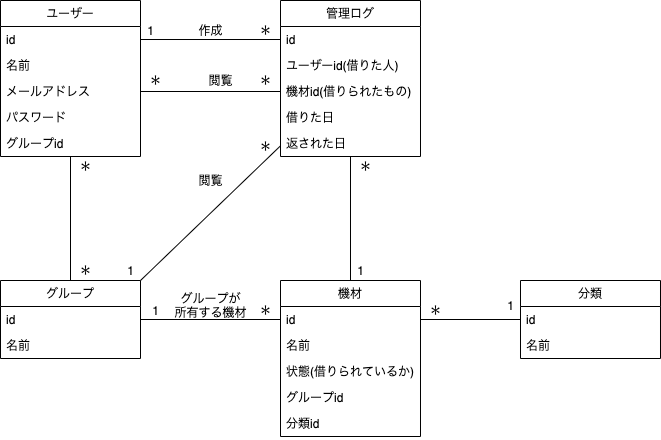 ユーザー
id
名前
メールアドレス
パスワード
グループid
1 作成 *
* 閲覧 *
管理ログ
id
ユーザーid(借りた人)
機材id(借りられたもの)
借りた日
返された日
*
*
閲覧
*
*
1
1
グループ
id
名前
グループが
1 所有する機材 *
機材
id
名前
状態(借りられているか)
グループid
分類id
* 1
分類
id
名前